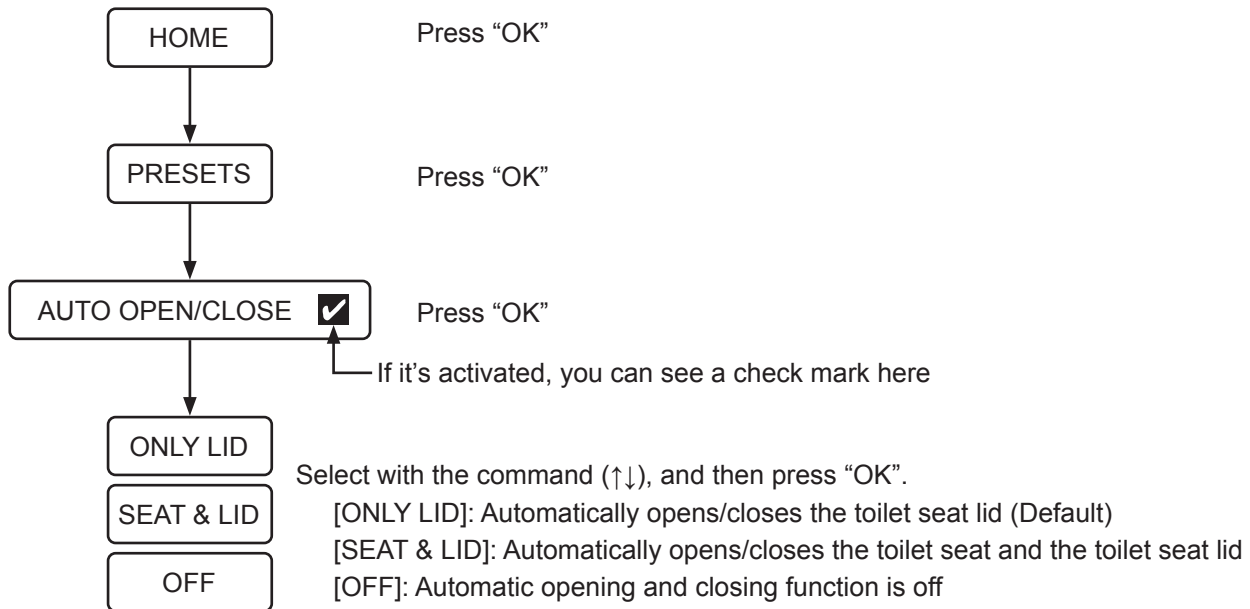 HOME
Press “OK”
PRESETS
Press “OK”
AUTO OPEN/CLOSE ✔
Press “OK”
If it's activated, you can see a check mark here
ONLY LID
SEAT & LID
OFF
Select with the command (↑↓), and then press “OK”.
[ONLY LID]: Automatically opens/closes the toilet seat lid (Default)
[SEAT & LID]: Automatically opens/closes the toilet seat and the toilet seat lid
[OFF]: Automatic opening and closing function is off